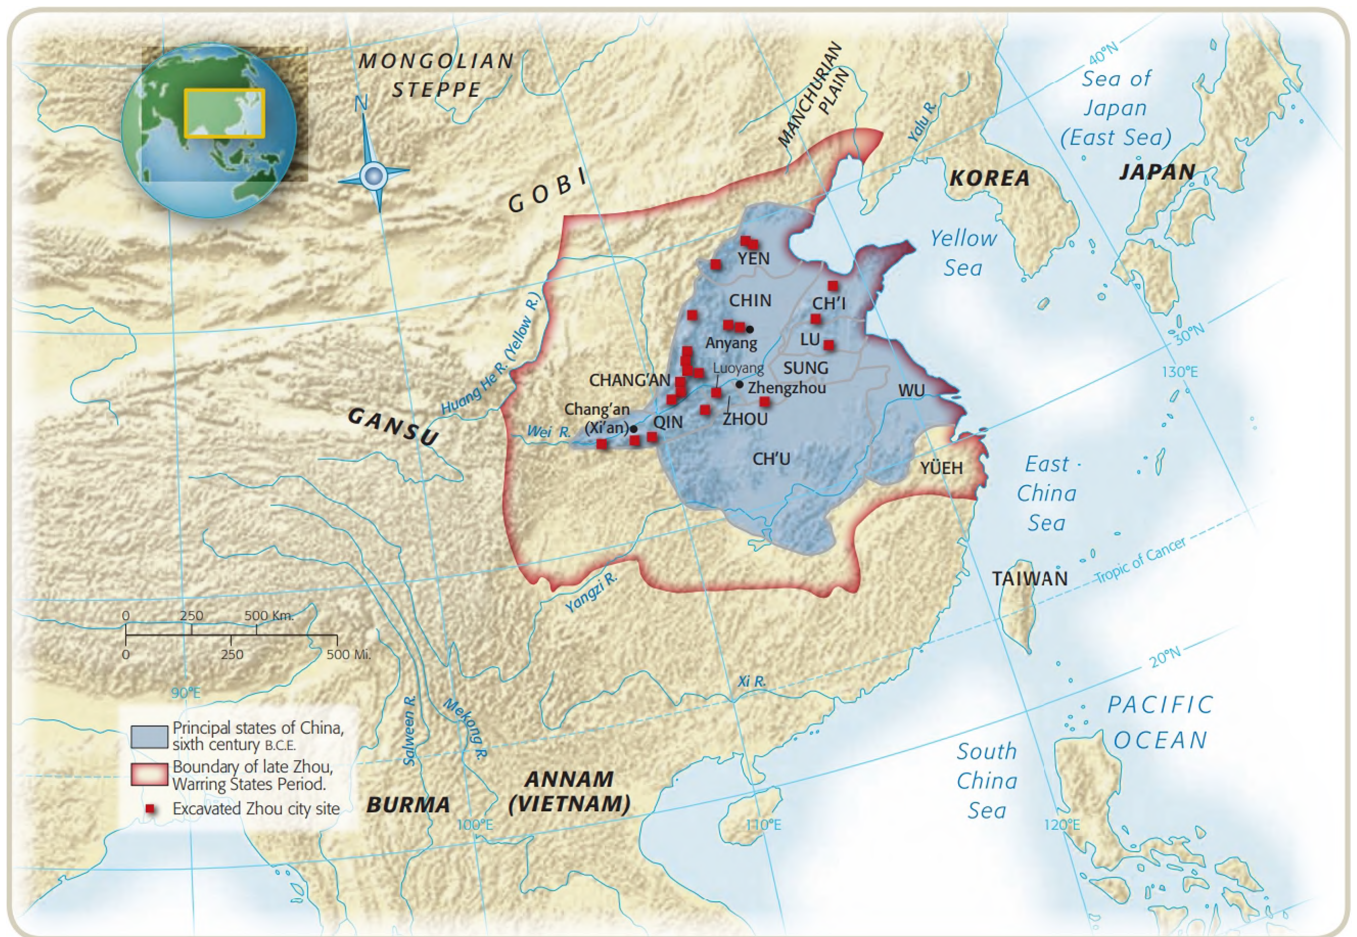 MONGOLIAN
STEPPE
MANCHURIAN
PLAIN
40°N
Sea of
Japan
(East Sea)
N
Yalu R.
KOREA
JAPAN
GOBI
Yellow
Sea
YEN
CHIN
CH'I
Huang He R. (Yellow R.)
Anyang
LU
30°N
130°E
Luoyang
SUNG
CHANG'AN
Zhengzhou
WU
GANSU
Chang'an
(Xi'an)
Wei R.
QIN
ZHOU
CH'U
YÜEH
East
China
Sea
Tropic of Cancer
TAIWAN
Yangzi R.
0 250 500 Km.
0 250 500 Mi.
20°N
Xi R.
90°E
Salween R.
Mekong R.
PACIFIC
OCEAN
Principal states of China,
sixth century B.C.E.
Boundary of late Zhou,
Warring States Period.
Excavated Zhou city site
South
China
Sea
ANNAM
(VIETNAM)
BURMA
100°E
110°E
120°E